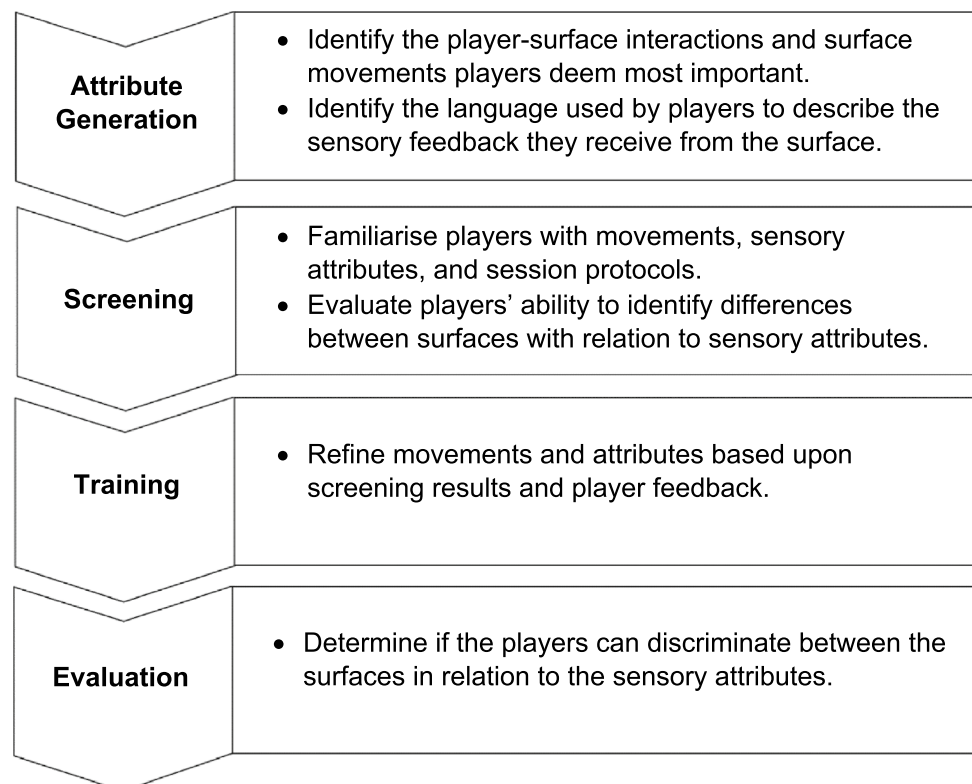 Attribute
Generation
• Identify the player-surface interactions and surface
movements players deem most important.
• Identify the language used by players to describe the
sensory feedback they receive from the surface.
Screening
• Familiarise players with movements, sensory
attributes, and session protocols.
• Evaluate players’ ability to identify differences
between surfaces with relation to sensory attributes.
Training
• Refine movements and attributes based upon
screening results and player feedback.
Evaluation
• Determine if the players can discriminate between the
surfaces in relation to the sensory attributes.